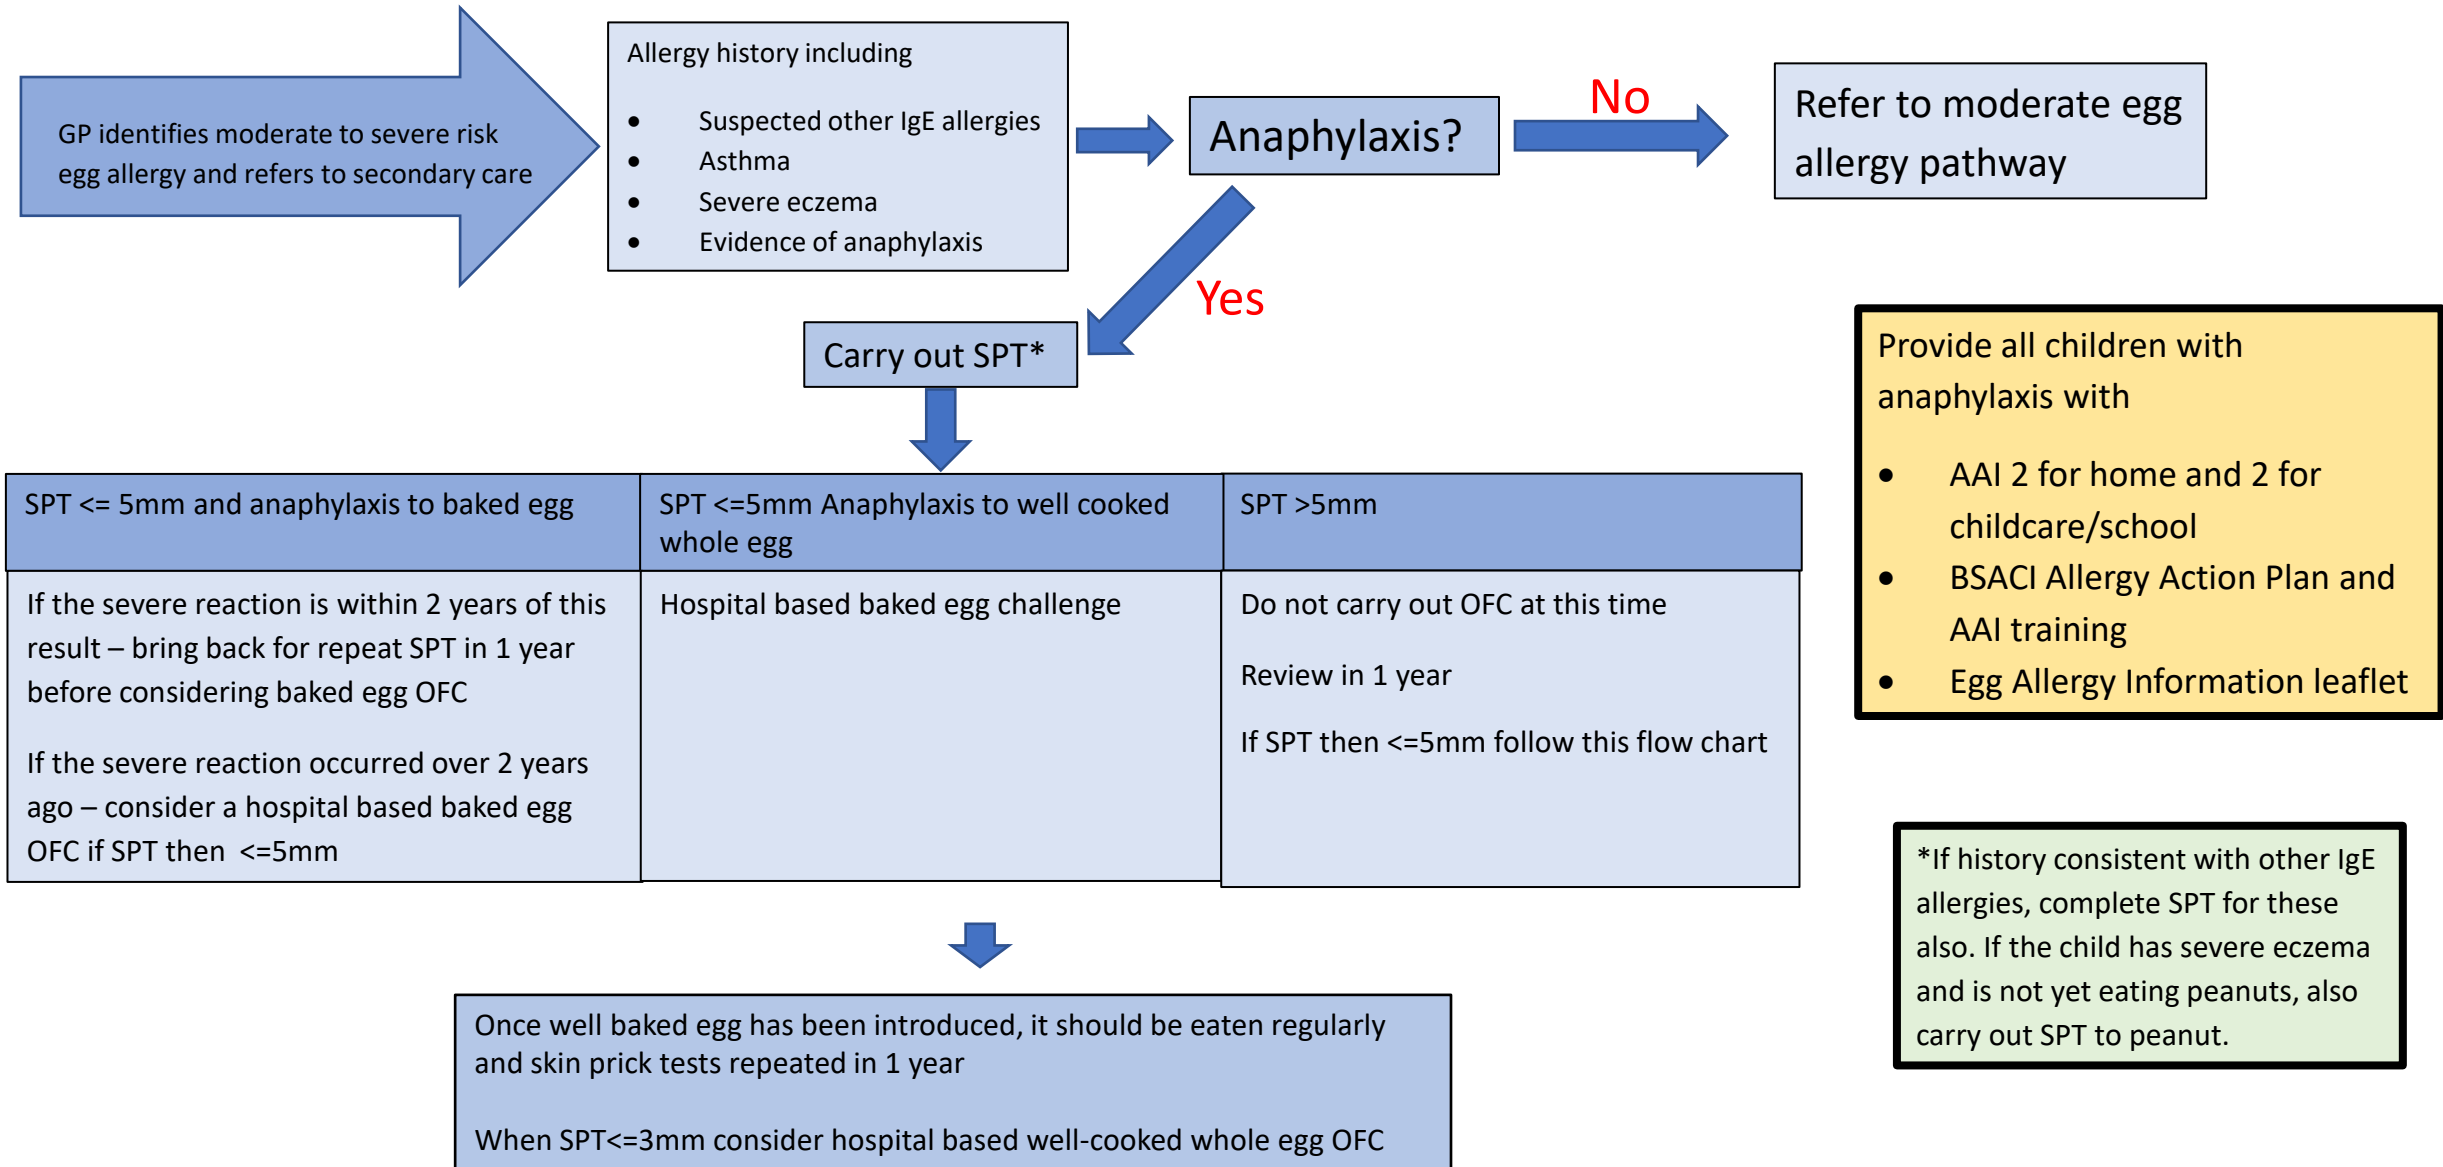 GP identifies moderate to severe risk
egg allergy and refers to secondary care
Allergy history including
• Suspected other IgE allergies
• Asthma
• Severe eczema
• Evidence of anaphylaxis
Anaphylaxis?
No
Refer to moderate egg
allergy pathway
Yes
Carry out SPT*
SPT <= 5mm and anaphylaxis to baked egg
If the severe reaction is within 2 years of this
result – bring back for repeat SPT in 1 year
before considering baked egg OFC
If the severe reaction occurred over 2 years
ago – consider a hospital based baked egg
OFC if SPT then <=5mm
SPT <=5mm Anaphylaxis to well cooked
whole egg
Hospital based baked egg challenge
SPT >5mm
Do not carry out OFC at this time
Review in 1 year
If SPT then <=5mm follow this flow chart
Once well baked egg has been introduced, it should be eaten regularly
and skin prick tests repeated in 1 year
When SPT<=3mm consider hospital based well-cooked whole egg OFC
Provide all children with
anaphylaxis with
• AAI 2 for home and 2 for
childcare/school
• BSACI Allergy Action Plan and
AAI training
• Egg Allergy Information leaflet
*If history consistent with other IgE
allergies, complete SPT for these
also. If the child has severe eczema
and is not yet eating peanuts, also
carry out SPT to peanut.